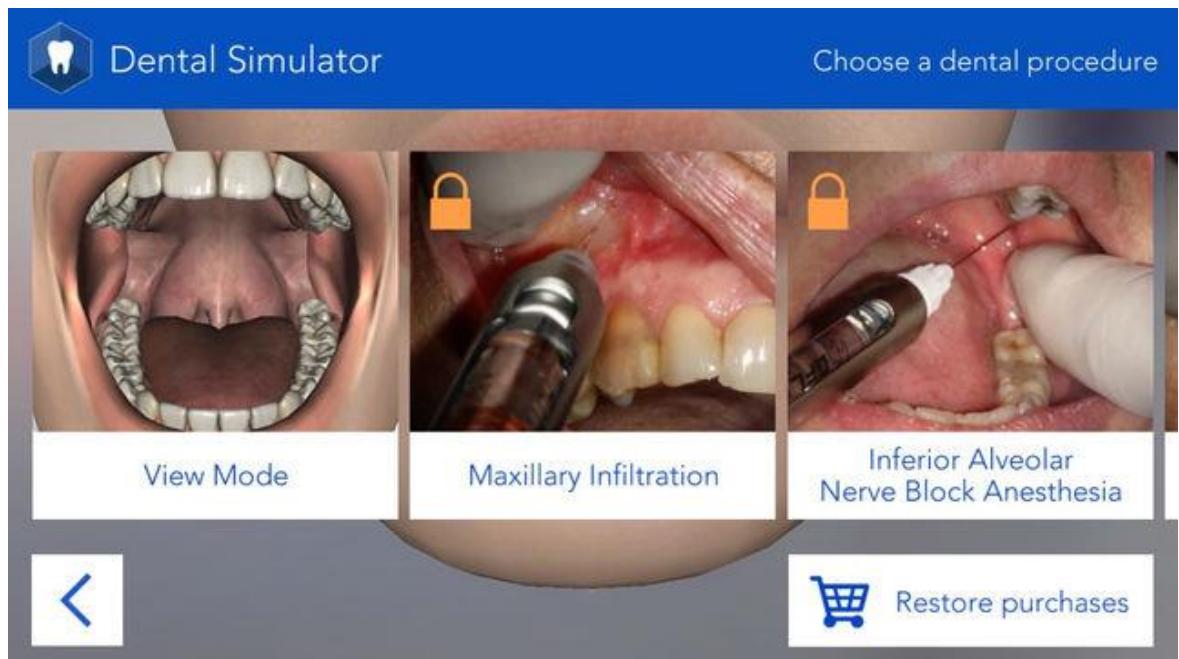 Dental Simulator
Choose a dental procedure
View Mode
Maxillary Infiltration
Inferior Alveolar
Nerve Block Anesthesia
Restore purchases